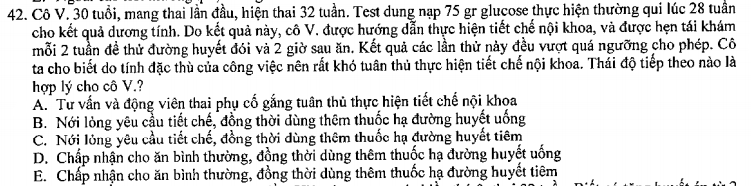 42. Cô V. 30 tuổi, mang thai lần đầu, hiện thai 32 tuần. Test dung nạp 75 gr glucose thực hiện thường qui lúc 28 tuần
cho kết quả dương tính. Do kết quả này, cô V. được hướng dẫn thực hiện tiết chế nội khoa, và được hẹn tái khám
mỗi 2 tuần để thử đường huyết đói và 2 giờ sau ăn. Kết quả các lần thử này đều vượt quá ngưỡng cho phép. Cô
ta cho biết do tính đặc thù của công việc nên rất khó tuân thủ thực hiện tiết chế nội khoa. Thái độ tiếp theo nào là
hợp lý cho cô V.?
A. Tư vấn và động viên thai phụ cố gắng tuân thủ thực hiện tiết chế nội khoa
B. Nới lỏng yêu cầu tiết chế, đồng thời dùng thêm thuốc hạ đường huyết uống
C. Nới lỏng yêu cầu tiết chế, đồng thời dùng thêm thuốc hạ đường huyết tiêm
D. Chấp nhận cho ăn bình thường, đồng thời dùng thêm thuốc hạ đường huyết uống
E. Chấp nhận cho ăn bình thường, đồng thời dùng thêm thuốc hạ đường huyết tiêm